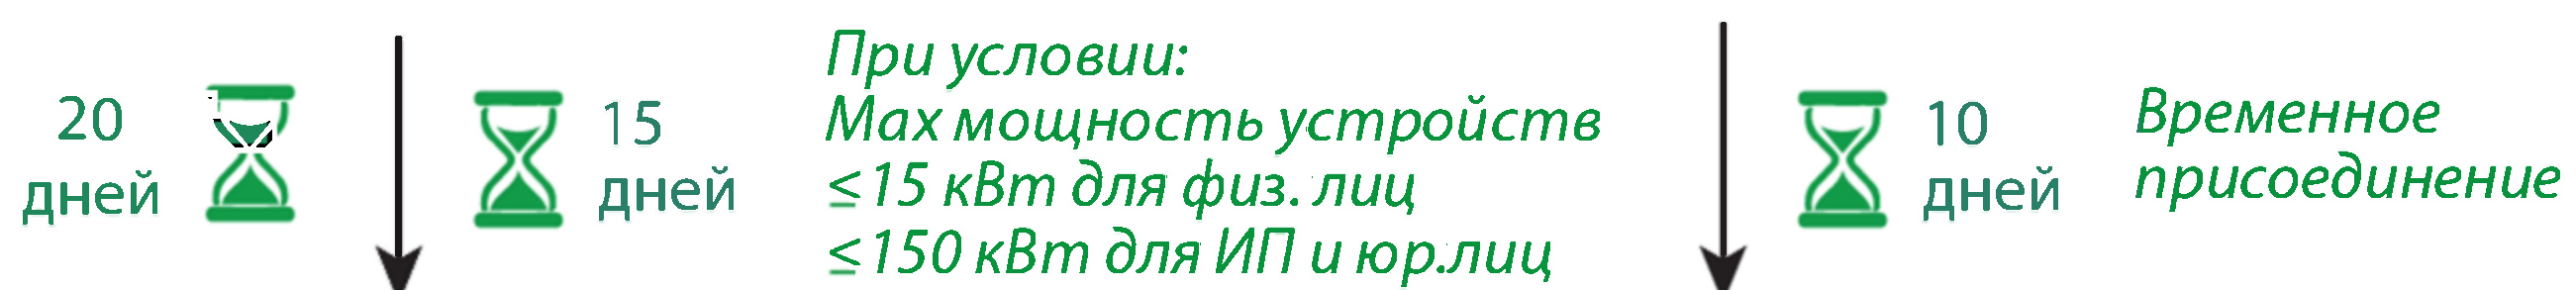 20
дней
15
дней
При условии:
Мах мощность устройств
≤15 кВт для физ. лиц
≤150 кВт для ИП и юр.лиц
10
дней
Временное
присоединение